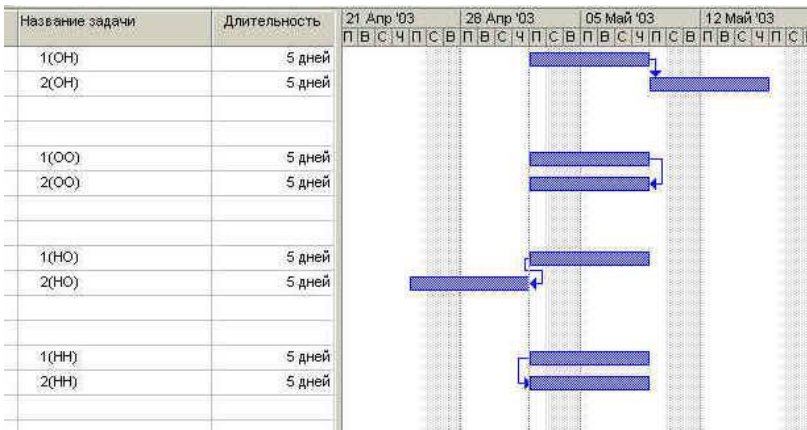 Название задачи Длительность 21 Апр '03 28 Апр '03 05 Май '03 12 Май '03
П В С Ч П С В П В С Ч П С В П В С Ч П С В П В С Ч П С
1(ОН) 5 дней
2(ОН) 5 дней
1(ОО) 5 дней
2(ОО) 5 дней
1(НО) 5 дней
2(НО) 5 дней
1(НН) 5 дней
2(НН) 5 дней